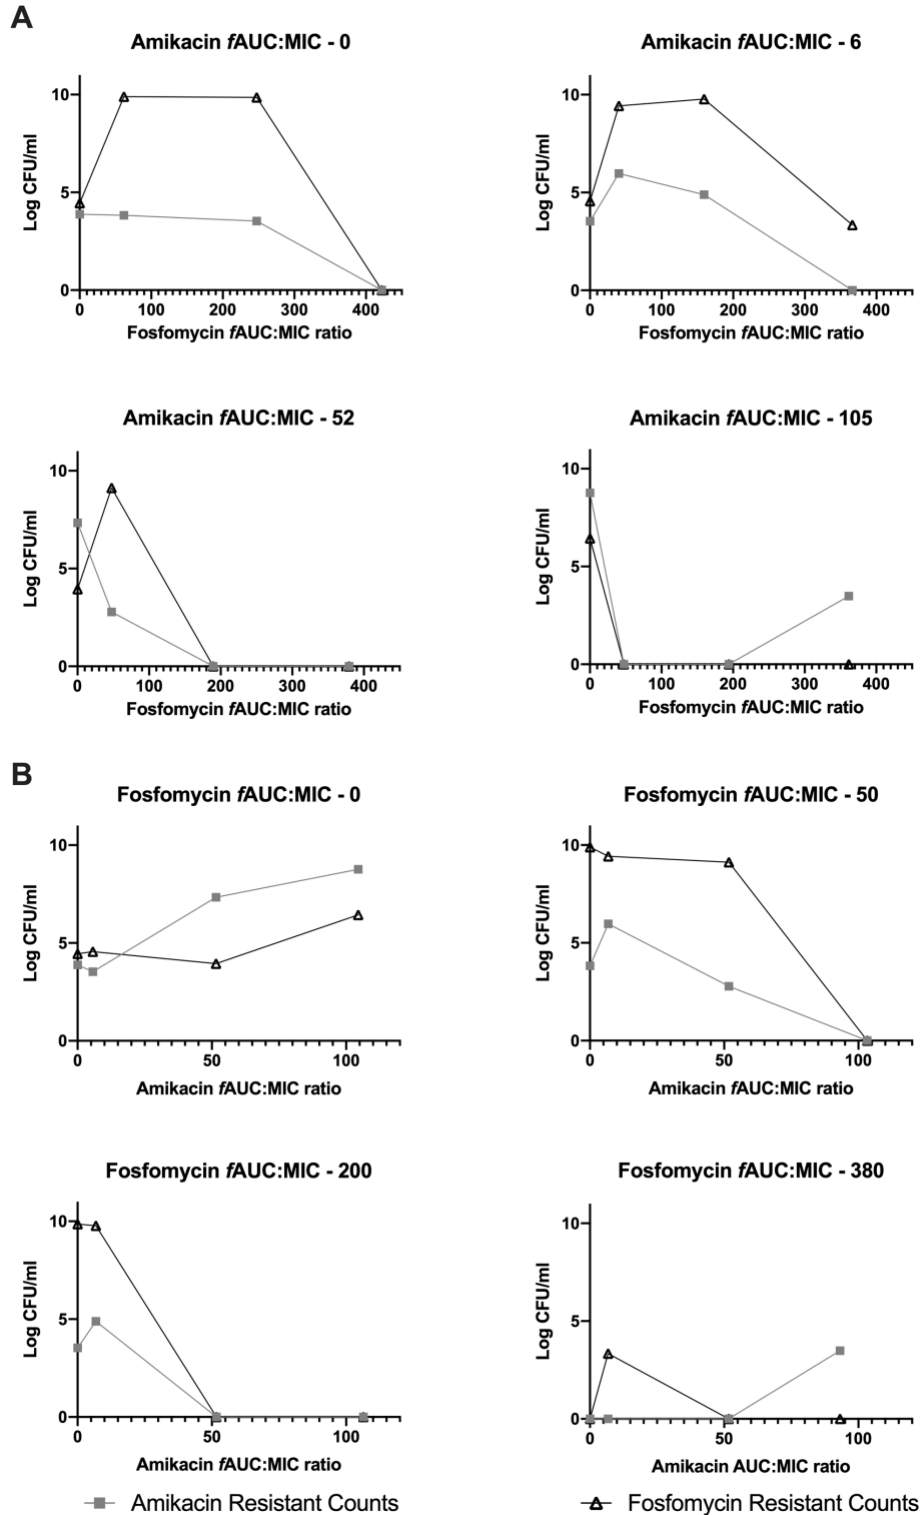 A
Amikacin fAUC:MIC - 0
10
5
0
Log CFU/ml
0 100 200 300 400
Fosfomycin fAUC:MIC ratio
Amikacin fAUC:MIC - 6
10
5
0
Log CFU/ml
0 100 200 300 400
Fosfomycin fAUC:MIC ratio
Amikacin fAUC:MIC - 52
10
5
0
Log CFU/ml
0 100 200 300 400
Fosfomycin fAUC:MIC ratio
Amikacin fAUC:MIC - 105
10
5
0
Log CFU/ml
0 100 200 300 400
Fosfomycin fAUC:MIC ratio
B
Fosfomycin fAUC:MIC - 0
10
5
0
Log CFU/ml
0 50 100
Amikacin fAUC:MIC ratio
Fosfomycin fAUC:MIC - 50
10
5
0
Log CFU/ml
0 50 100
Amikacin fAUC:MIC ratio
Fosfomycin fAUC:MIC - 200
10
5
0
Log CFU/ml
0 50 100
Amikacin fAUC:MIC ratio
Fosfomycin fAUC:MIC - 380
10
5
0
Log CFU/ml
0 50 100
Amikacin AUC:MIC ratio
Amikacin Resistant Counts
Fosfomycin Resistant Counts